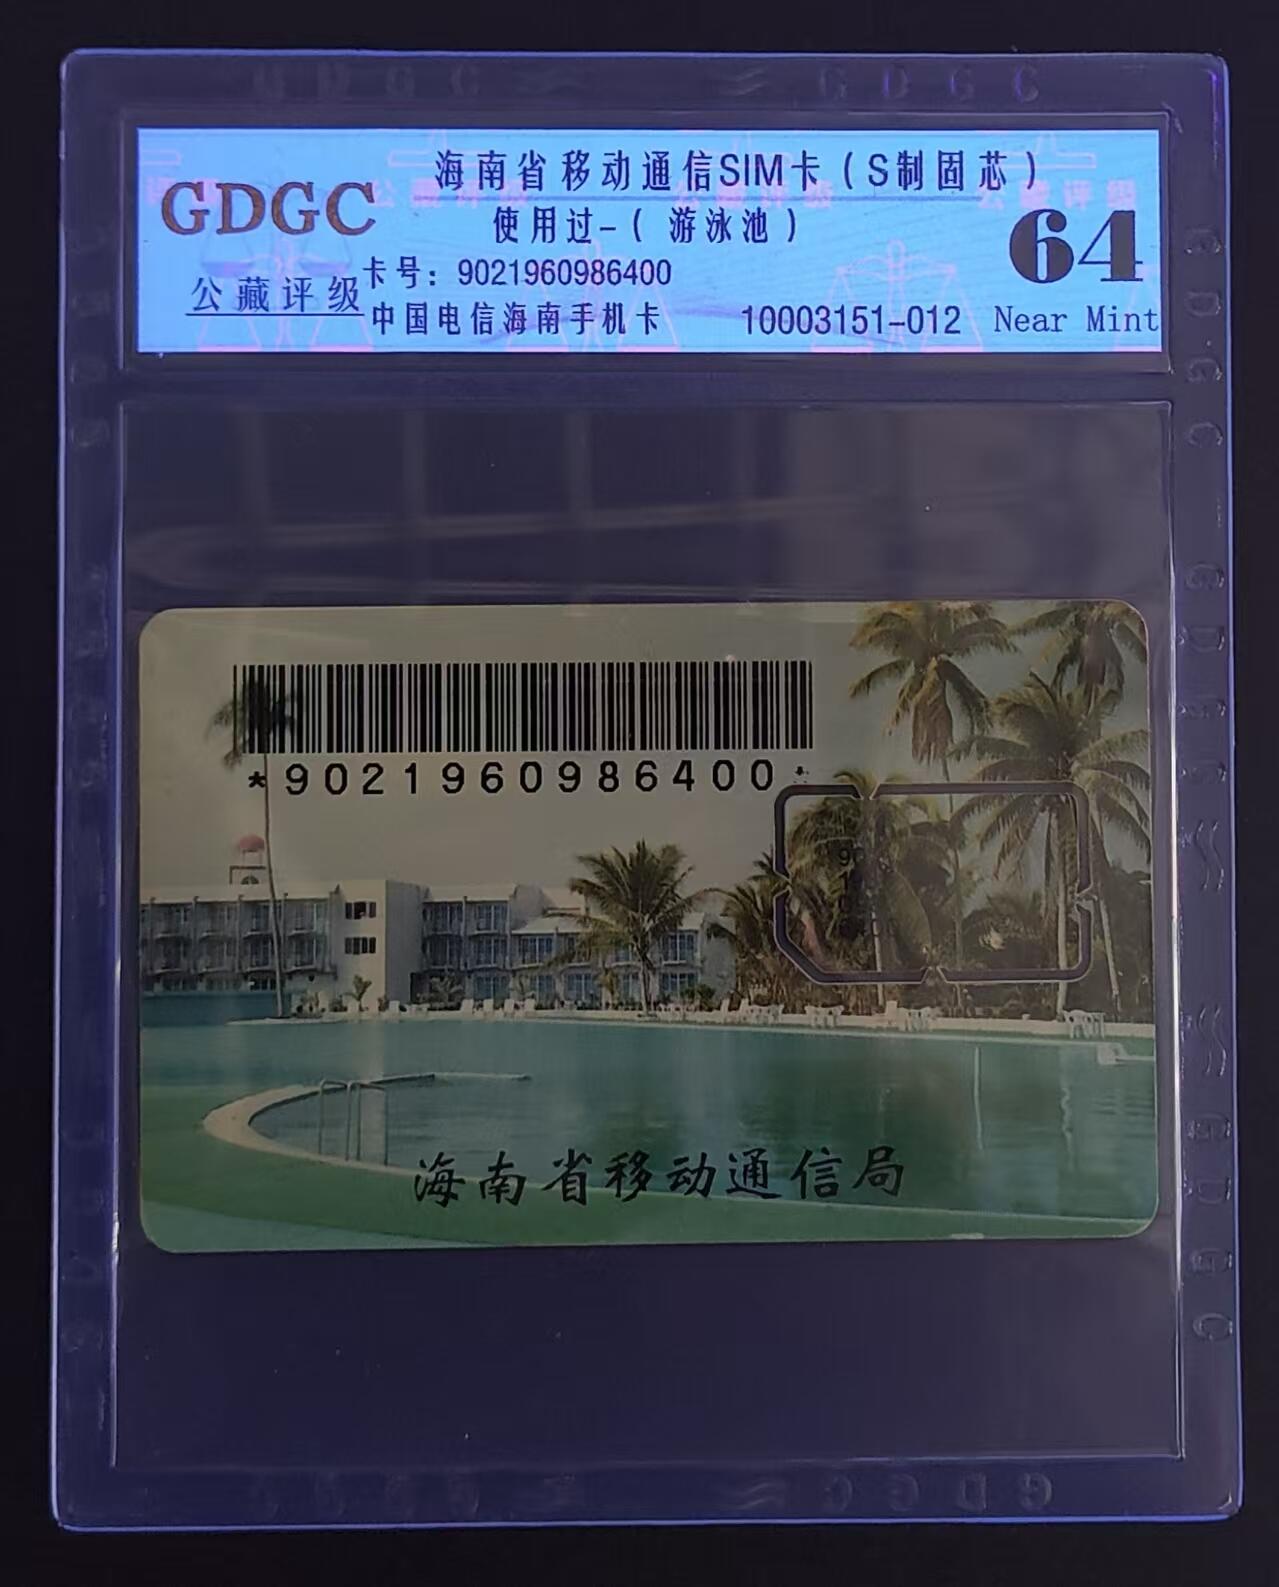 海南省移动通信SIM卡（S制固芯）
GDGC
使用过-（游泳池）
64
卡号：9021960986400
公藏评级
中国电信海南手机卡
10003151-012
Near Mint
*9021960986400*
海南省移动通信局